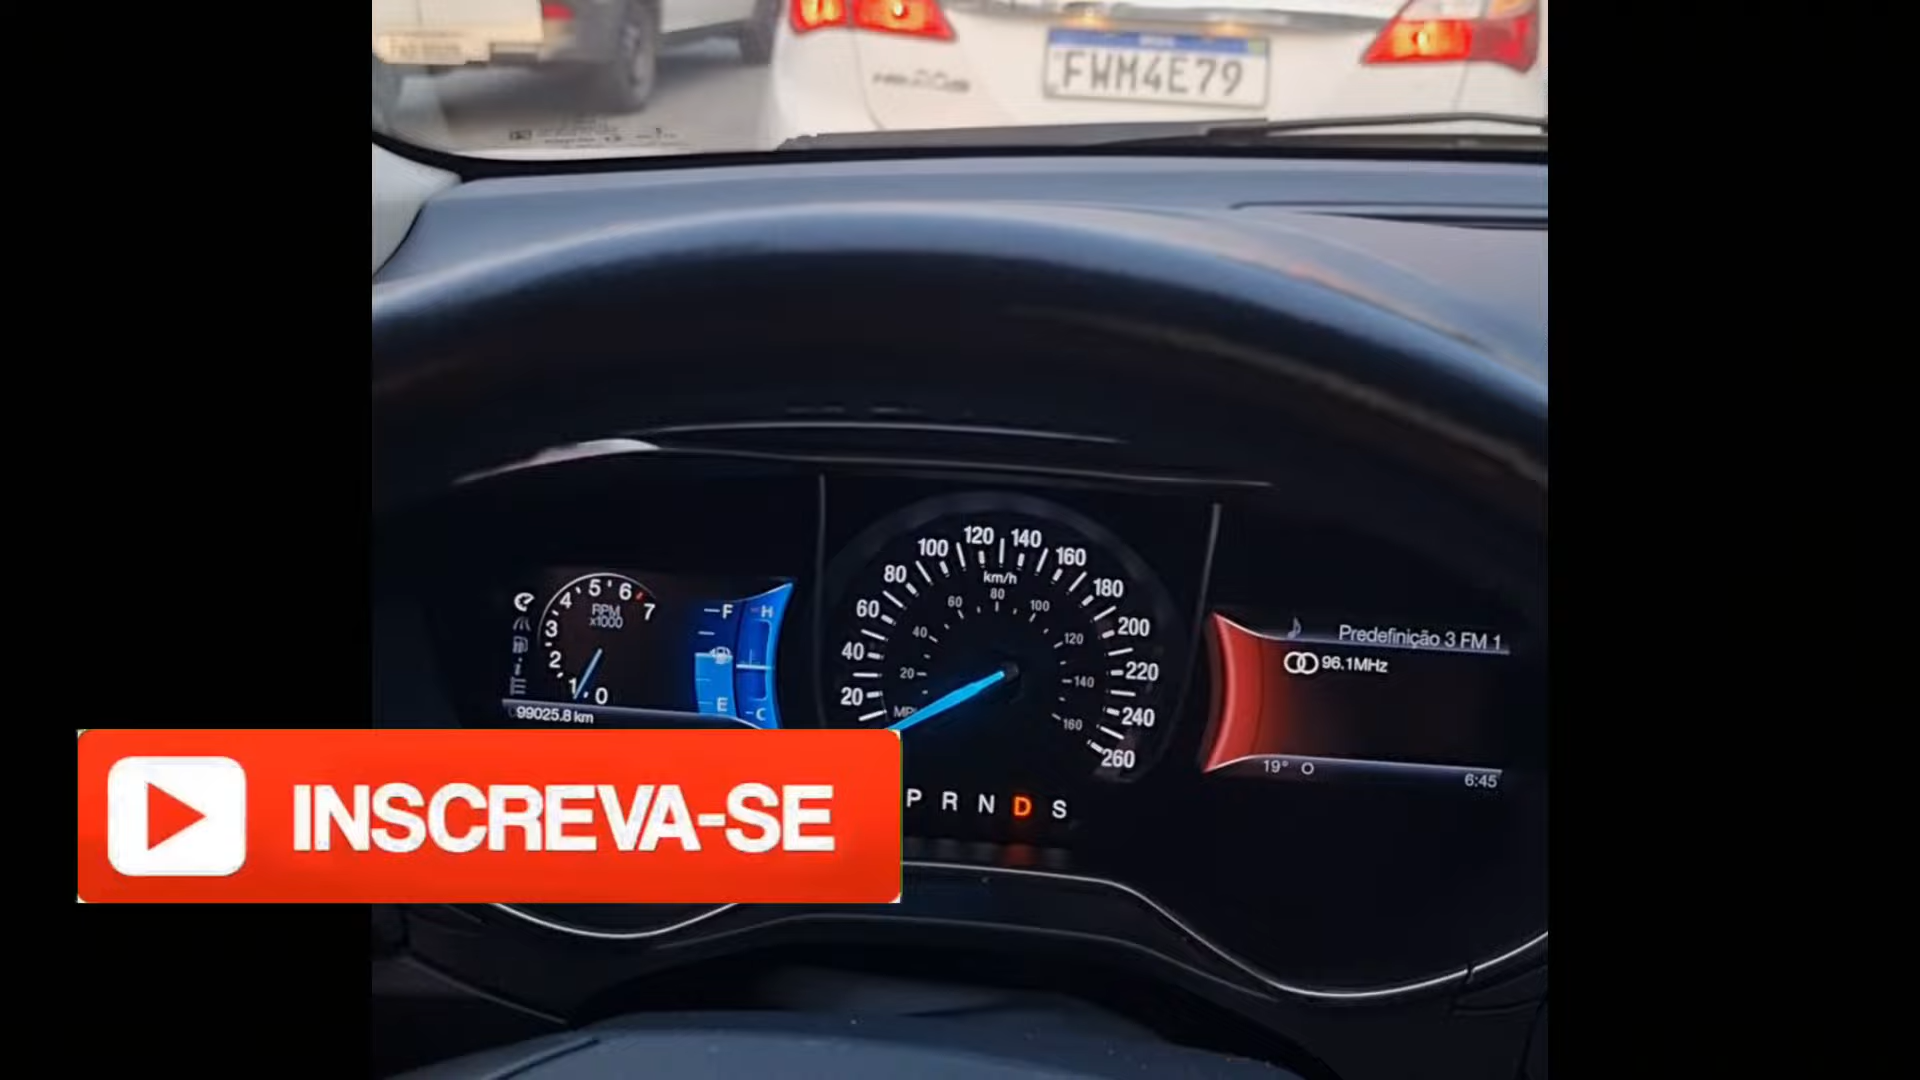 FWM4E79
120 140
100 160
80 180
60 200
40 220
20 240
260
km/h
80
60 100
40 120
20 140
160
5 6
4 7
3
2
1 0
RPM
x1000
F H
E C
99025.8 km
Predefinição 3 FM 1
96.1MHz
19° O
6:45
P R N D S
INSCREVA-SE